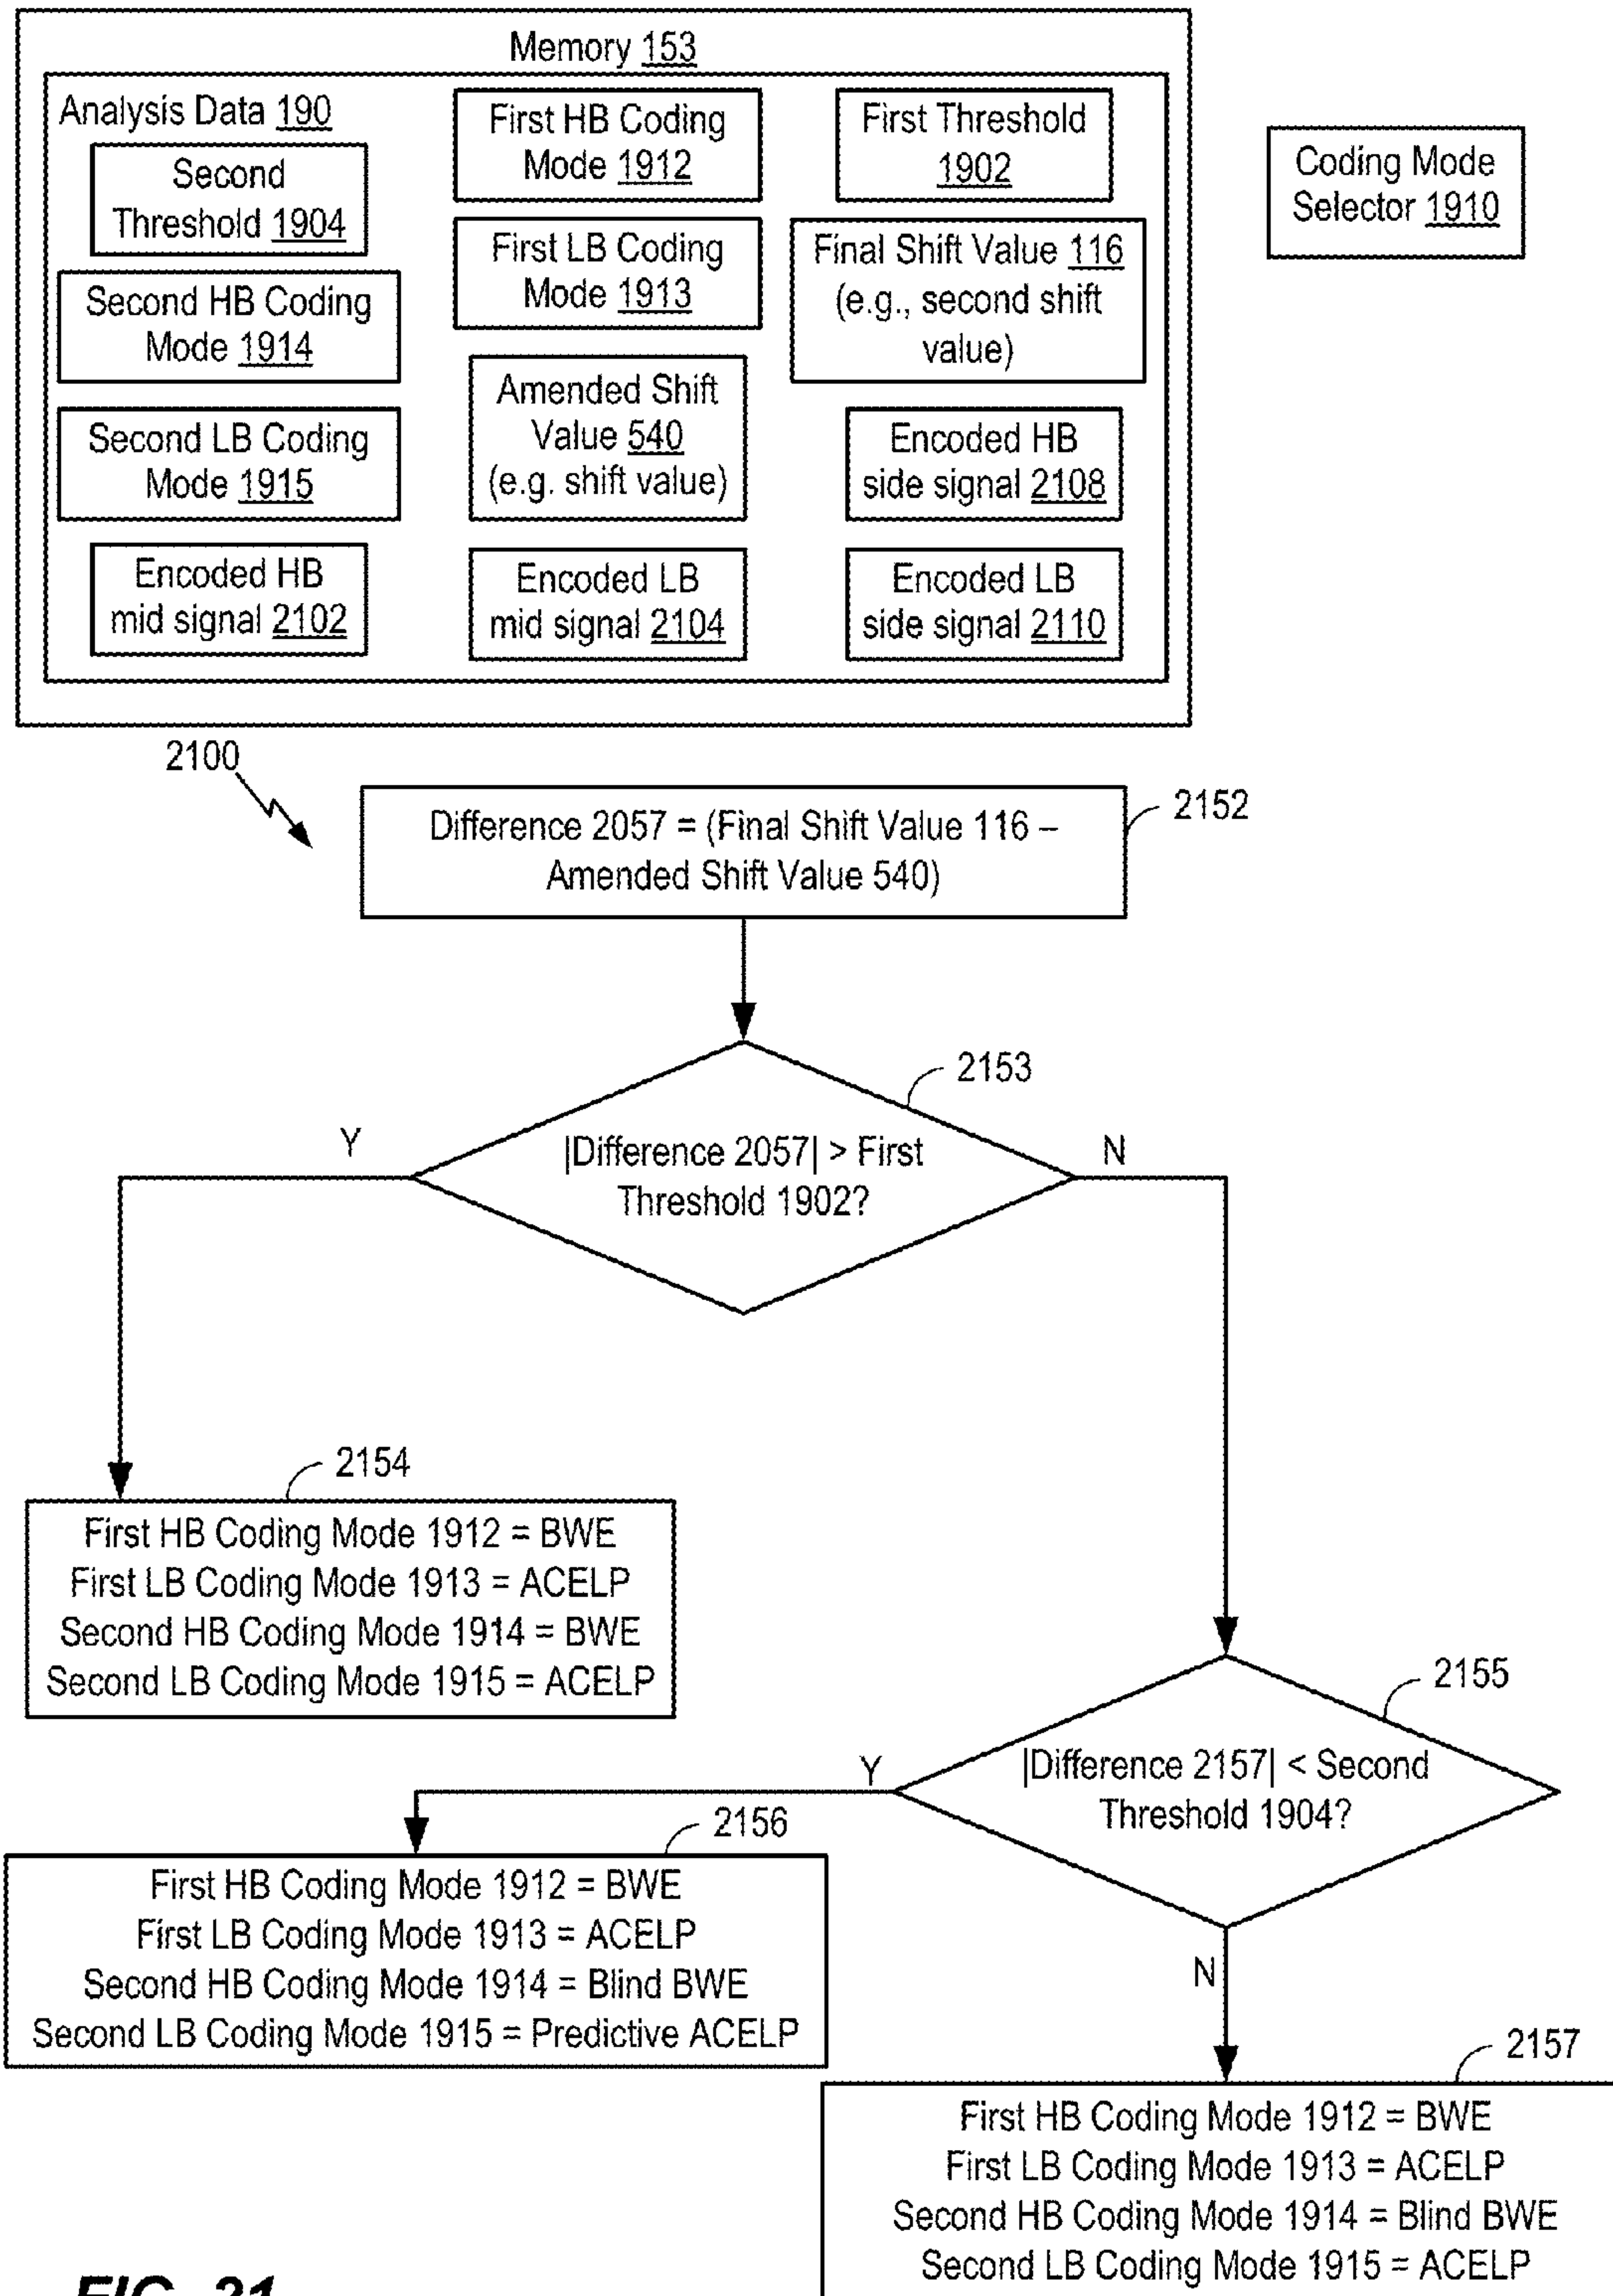 Memory 153
Analysis Data 190
Second
Threshold 1904
Second HB Coding
Mode 1914
Second LB Coding
Mode 1915
Encoded HB
mid signal 2102
First HB Coding
Mode 1912
First LB Coding
Mode 1913
Amended Shift
Value 540
(e.g. shift value)
Encoded LB
mid signal 2104
First Threshold
1902
Final Shift Value 116
(e.g., second shift
value)
Encoded HB
side signal 2108
Encoded LB
side signal 2110
Coding Mode
Selector 1910
2100
2152
Difference 2057 = (Final Shift Value 116 –
Amended Shift Value 540)
2153
|Difference 2057| > First
Threshold 1902?
Y
N
2154
First HB Coding Mode 1912 = BWE
First LB Coding Mode 1913 = ACELP
Second HB Coding Mode 1914 = BWE
Second LB Coding Mode 1915 = ACELP
2155
|Difference 2157| < Second
Threshold 1904?
Y
N
2156
First HB Coding Mode 1912 = BWE
First LB Coding Mode 1913 = ACELP
Second HB Coding Mode 1914 = Blind BWE
Second LB Coding Mode 1915 = Predictive ACELP
2157
First HB Coding Mode 1912 = BWE
First LB Coding Mode 1913 = ACELP
Second HB Coding Mode 1914 = Blind BWE
Second LB Coding Mode 1915 = ACELP
FIG. 21